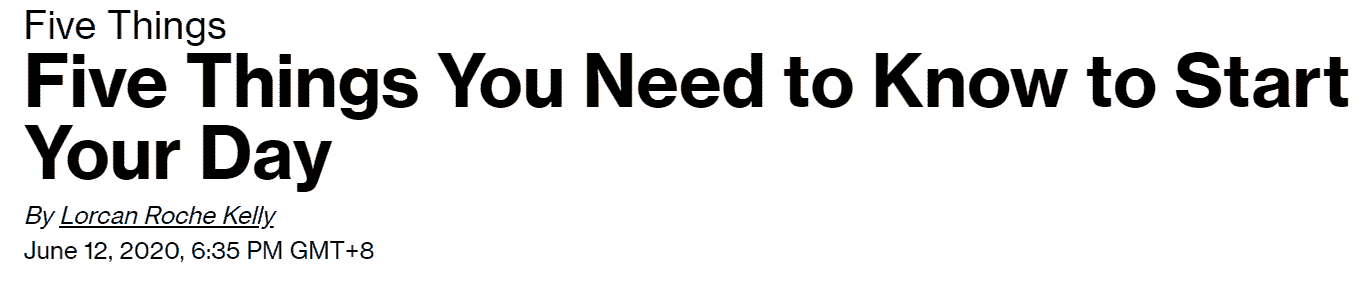 Five Things
Five Things You Need to Know to Start
Your Day
By Lorcan Roche Kelly
June 12, 2020, 6:35 PM GMT+8